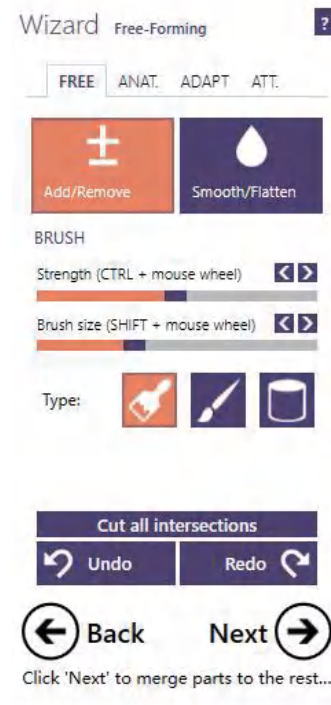 Wizard Free-Forming ?
FREE ANAT. ADAPT ATT.
Add/Remove Smooth/Flatten
BRUSH
Strength (CTRL + mouse wheel)
Brush size (SHIFT + mouse wheel)
Type:
Cut all intersections
Undo Redo
Back Next
Click 'Next' to merge parts to the rest...